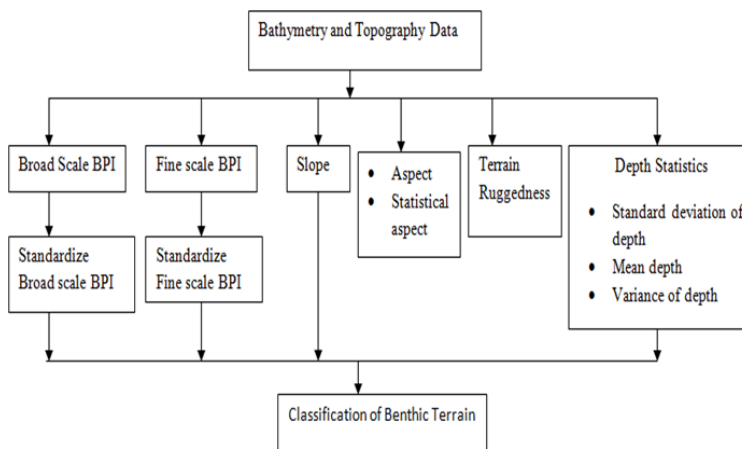 Bathymetry and Topography Data
Broad Scale BPI
Fine scale BPI
Slope
• Aspect
• Statistical
aspect
Terrain
Ruggedness
Depth Statistics
• Standard deviation of
depth
• Mean depth
• Variance of depth
Standardize
Broad scale BPI
Standardize
Fine scale BPI
Classification of Benthic Terrain